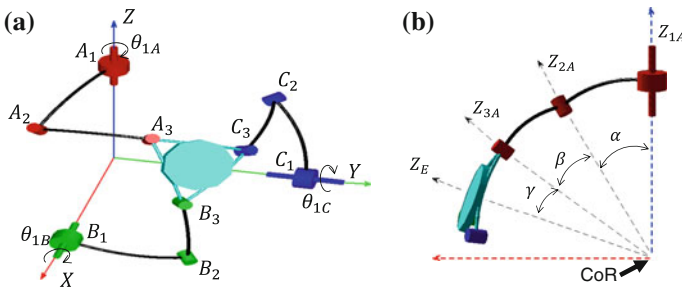 (a)
Z
A1
θ1A
A2
A3
C2
C3
C1
Y
θ1C
B3
B2
B1
θ1B
X
(b)
Z1A
Z2A
Z3A
ZE
α
β
γ
CoR